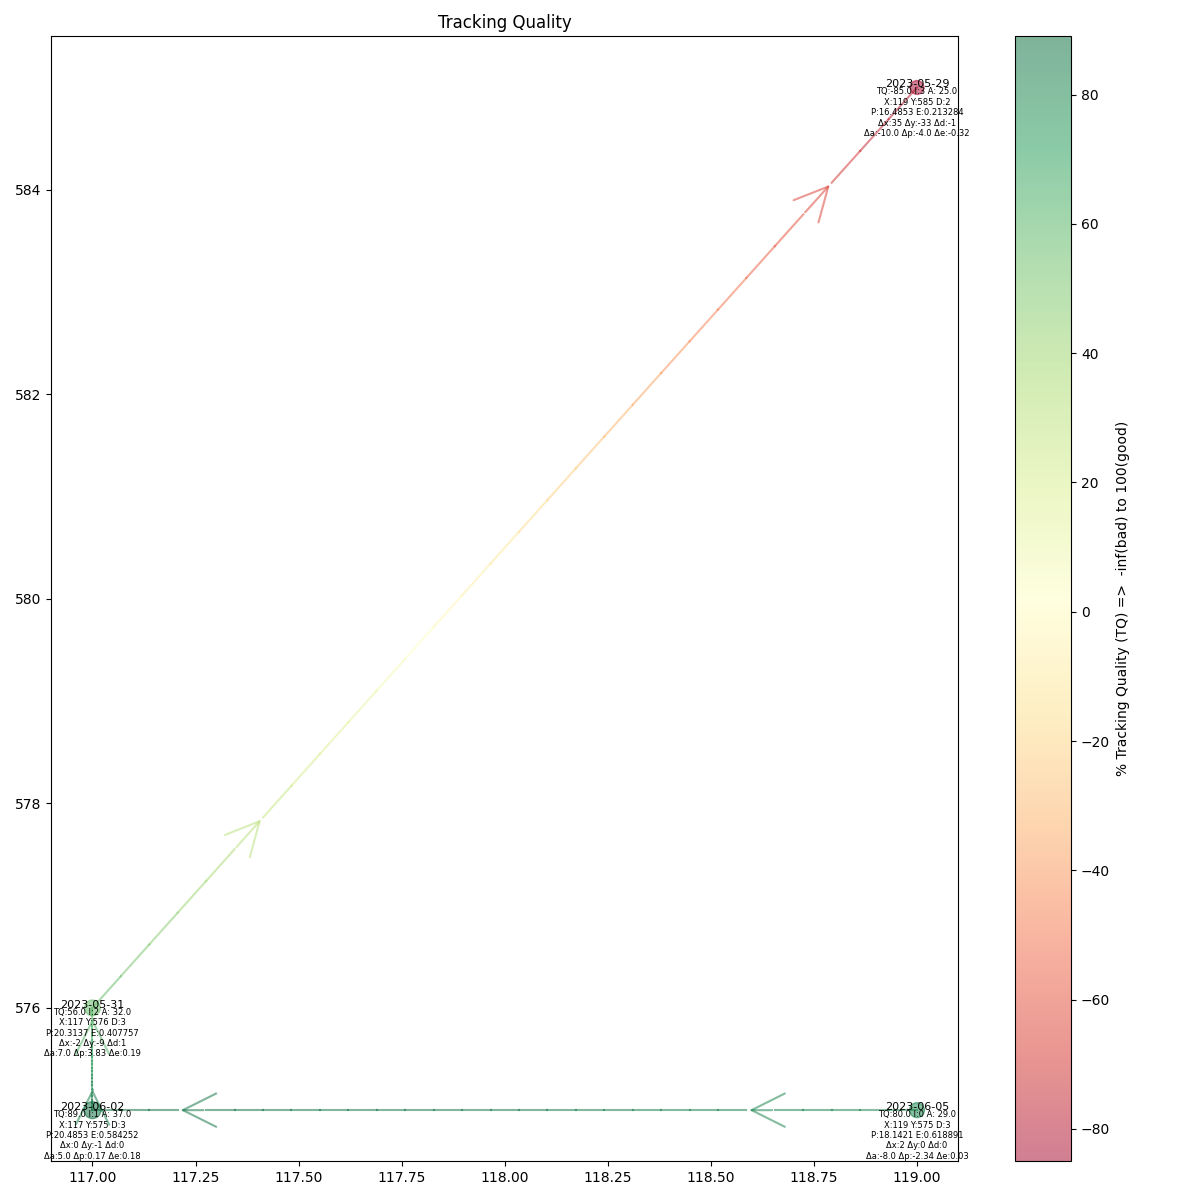 Tracking Quality
2023-05-29
X:119 Y:585 D:2
P:16.4853 E:0.213284
Δx:35 Δy:-33 Δd:-1
Δa:-10.0 Δp:-4.0 Δe:-0.32
2023-05-31
TQ:56.0 I:2 A: 32.0
X:117 Y:576 D:3
P:20.3137 E:0.407757
Δx:-2 Δy:-9 Δd:1
Δa:7.0 Δp:3.83 Δe:0.19
2023-06-02
A: 37.0
X:117 Y:575 D:3
P:20.4853 E:0.584252
Δx:0 Δy:-1 Δd:0
Δa:5.0 Δp:0.17 Δe:0.18
2023-06-05
TQ:80.0 I:0 A: 29.0
X:119 Y:575 D:3
P:18.1421 E:0.618891
Δx:2 Δy:0 Δd:0
Δa:-8.0 Δp:-2.34 Δe:0.03
584
582
580
578
576
117.00 117.25 117.50 117.75 118.00 118.25 118.50 118.75 119.00
80
60
40
20
0
−20
−40
−60
−80
% Tracking Quality (TQ) => -inf(bad) to 100(good)